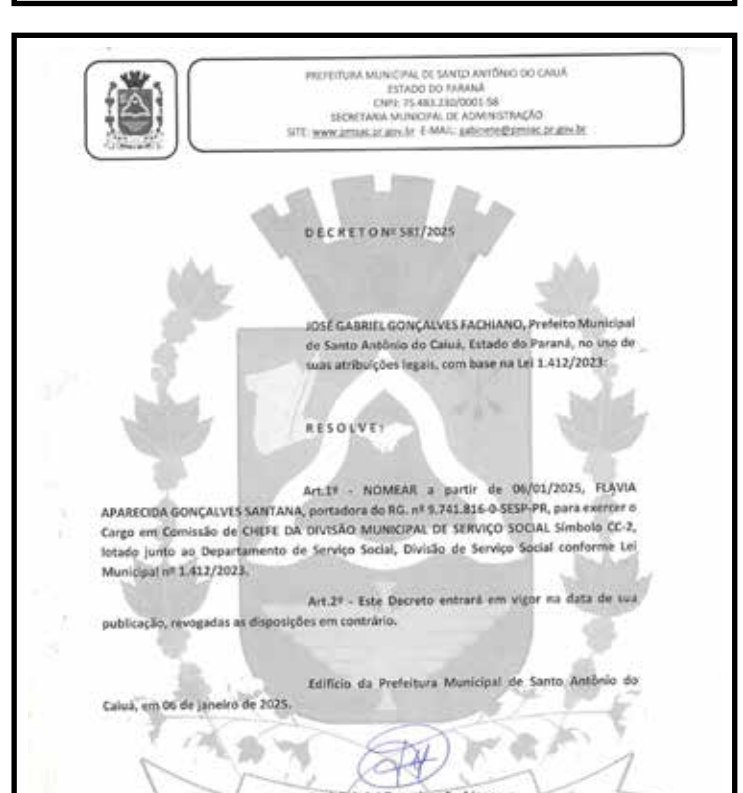 PREFEITURA MUNICIPAL DE SANTO ANTÔNIO DO CAIUÁ
ESTADO DO PARANÁ
CNPJ: 75.483.230/0001-58
SECRETARIA MUNICIPAL DE ADMINISTRAÇÃO
SITE: www.pmsac.pr.gov.br E-MAIL: gabinete@pmsac.pr.gov.br
D E C R E T O Nº 581/2025
JOSÉ GABRIEL GONÇALVES FACHIANO, Prefeito Municipal
de Santo Antônio do Caiuá, Estado do Paraná, no uso de
suas atribuições legais, com base na Lei 1.412/2023:
R E S O L V E :
Art.1º - NOMEAR a partir de 06/01/2025, FLAVIA
APARECIDA GONÇALVES SANTANA, portadora do RG. nº 9.741.816-0-SESP-PR, para exercer o
Cargo em Comissão de CHEFE DA DIVISÃO MUNICIPAL DE SERVIÇO SOCIAL Símbolo CC-2,
lotado junto ao Departamento de Serviço Social, Divisão de Serviço Social conforme Lei
Municipal nº 1.412/2023.
Art.2º - Este Decreto entrará em vigor na data de sua
publicação, revogadas as disposições em contrário.
Edifício da Prefeitura Municipal de Santo Antônio do
Caiuá, em 06 de janeiro de 2025.